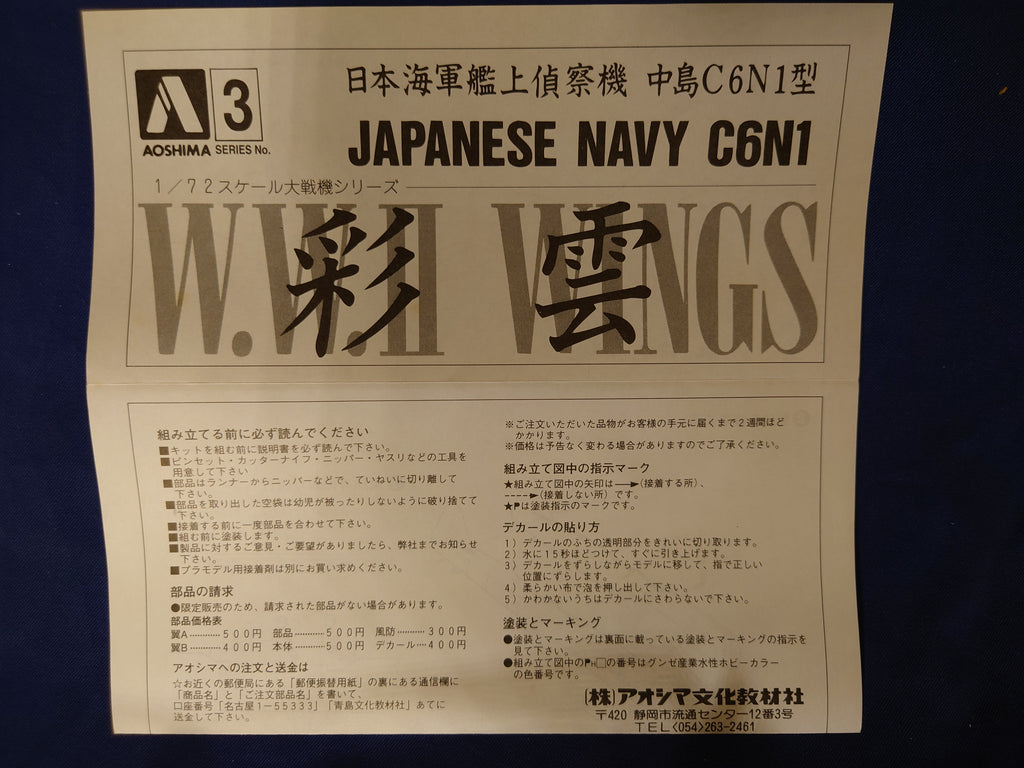 AOSHIMA
3
SERIES No.
日本海軍艦上偵察機 中島C6N1型
JAPANESE NAVY C6N1
1/72スケール大戦機シリーズ
W.W.II WINGS
彩雲
組み立てる前に必ず読んでください
■キットを組む前に説明書を必ず読んで下さい。
■ピンセット・カッターナイフ・ニッパー・ヤスリなどの工具を
用意して下さい
■部品はランナーからニッパーなどで、ていねいに切り離して
下さい。
■部品を取り出した空袋は幼児が被ったりしないように破り捨てて
下さい。
■接着する前に一度部品を合わせて下さい。
■組む前に塗装します。
■製品に対するご意見・ご要望がありましたら、弊社までお知らせ
下さい。
■プラモデル用接着剤は別にお買い求めください。
部品の請求
●限定販売のため、請求された部品がない場合があります。
部品価格表
翼A…………500円 部品…………500円 風防…………300円
翼B…………400円 本体…………500円 デカール……400円
アオシマへの注文と送金は
☆お近くの郵便局にある「郵便振替用紙」の裏にある通信欄に
「商品名」と「ご注文部品名」を書いて、
口座番号「名古屋1-55333」「青島文化教材社」あてに
送金して下さい。
※ご注文いただいた品物がお客様の手元に届くまで2週間ほど
かかります。
※価格は予告なく変わる場合がありますのでご了承ください。
組み立て図中の指示マーク
★組み立て図中の矢印は─►(接着する所)、
----►(接着しない所) です。
★Pは塗装指示のマークです。
デカールの貼り方
1) デカールのふちの透明部分をきれいに切り取ります。
2) 水に15秒ほどつけて、すぐに引き上げます。
3) デカールをずらしながらモデルに移して、指で正しい
位置にずらします。
4) 柔らかい布で泡を押し出して下さい。
5) かわかないうちはデカールにさわらないで下さい。
塗装とマーキング
●塗装とマーキングは裏面に載っている塗装とマーキングの指示を
見て下さい。
●組み立て図中のPH□の番号はグンゼ産業水性ホビーカラー
の色番号です。
(株)アオシマ文化教材社
〒420 静岡市流通センター12番3号
TEL〈054〉263-2461